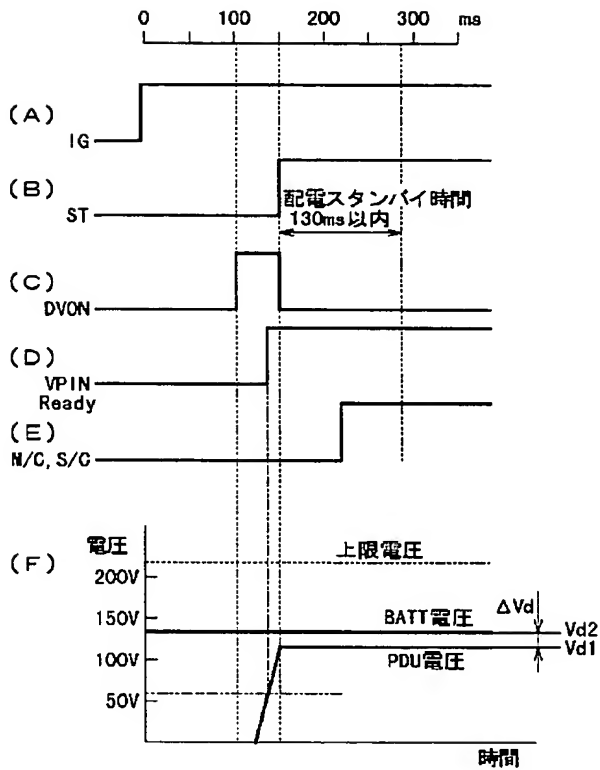 0 100 200 300 ms
(A)
IG
(B)
ST
配電スタンバイ時間
130ms以内
(C)
DVON
(D)
VPIN
Ready
(E)
M/C, S/C
(F)
電圧
上限電圧
200V
150V
BATT電圧
ΔVd
Vd2
Vd1
100V
PDU電圧
50V
時間